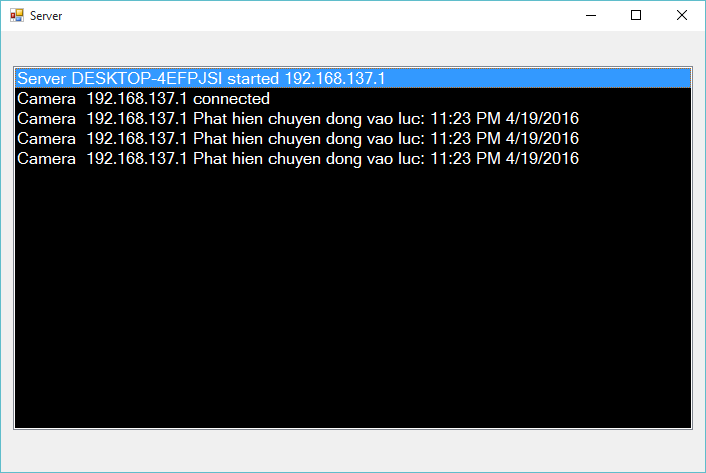 Server
Server DESKTOP-4EFPJSI started 192.168.137.1
Camera  192.168.137.1 connected
Camera  192.168.137.1 Phat hien chuyen dong vao luc: 11:23 PM 4/19/2016
Camera  192.168.137.1 Phat hien chuyen dong vao luc: 11:23 PM 4/19/2016
Camera  192.168.137.1 Phat hien chuyen dong vao luc: 11:23 PM 4/19/2016